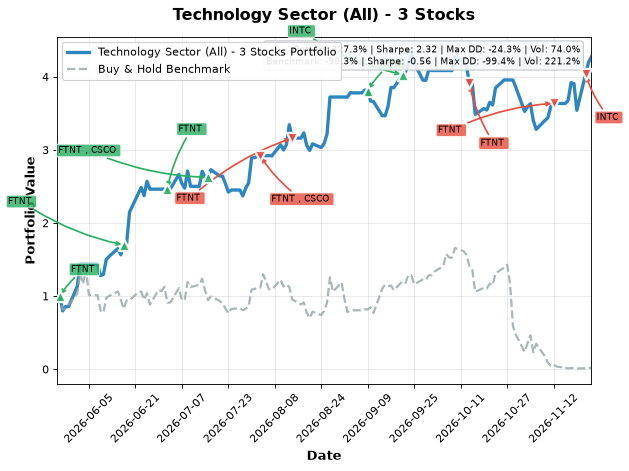 Technology Sector (All) - 3 Stocks
INTC
Technology Sector (All) - 3 Stocks Portfolio
Buy & Hold Benchmark
7.3% | Sharpe: 2.32 | Max DD: -24.3% | Vol: 74.0%
3% | Sharpe: -0.56 | Max DD: -99.4% | Vol: 221.2%
4
3
2
1
0
Portfolio Value
FTNT
FTNT , CSCO
FTNT
FTNT
FTNT
FTNT , CSCO
FTNT
FTNT
INTC
2026-06-05
2026-06-21
2026-07-07
2026-07-23
2026-08-08
2026-08-24
2026-09-09
2026-09-25
2026-10-11
2026-10-27
2026-11-12
Date